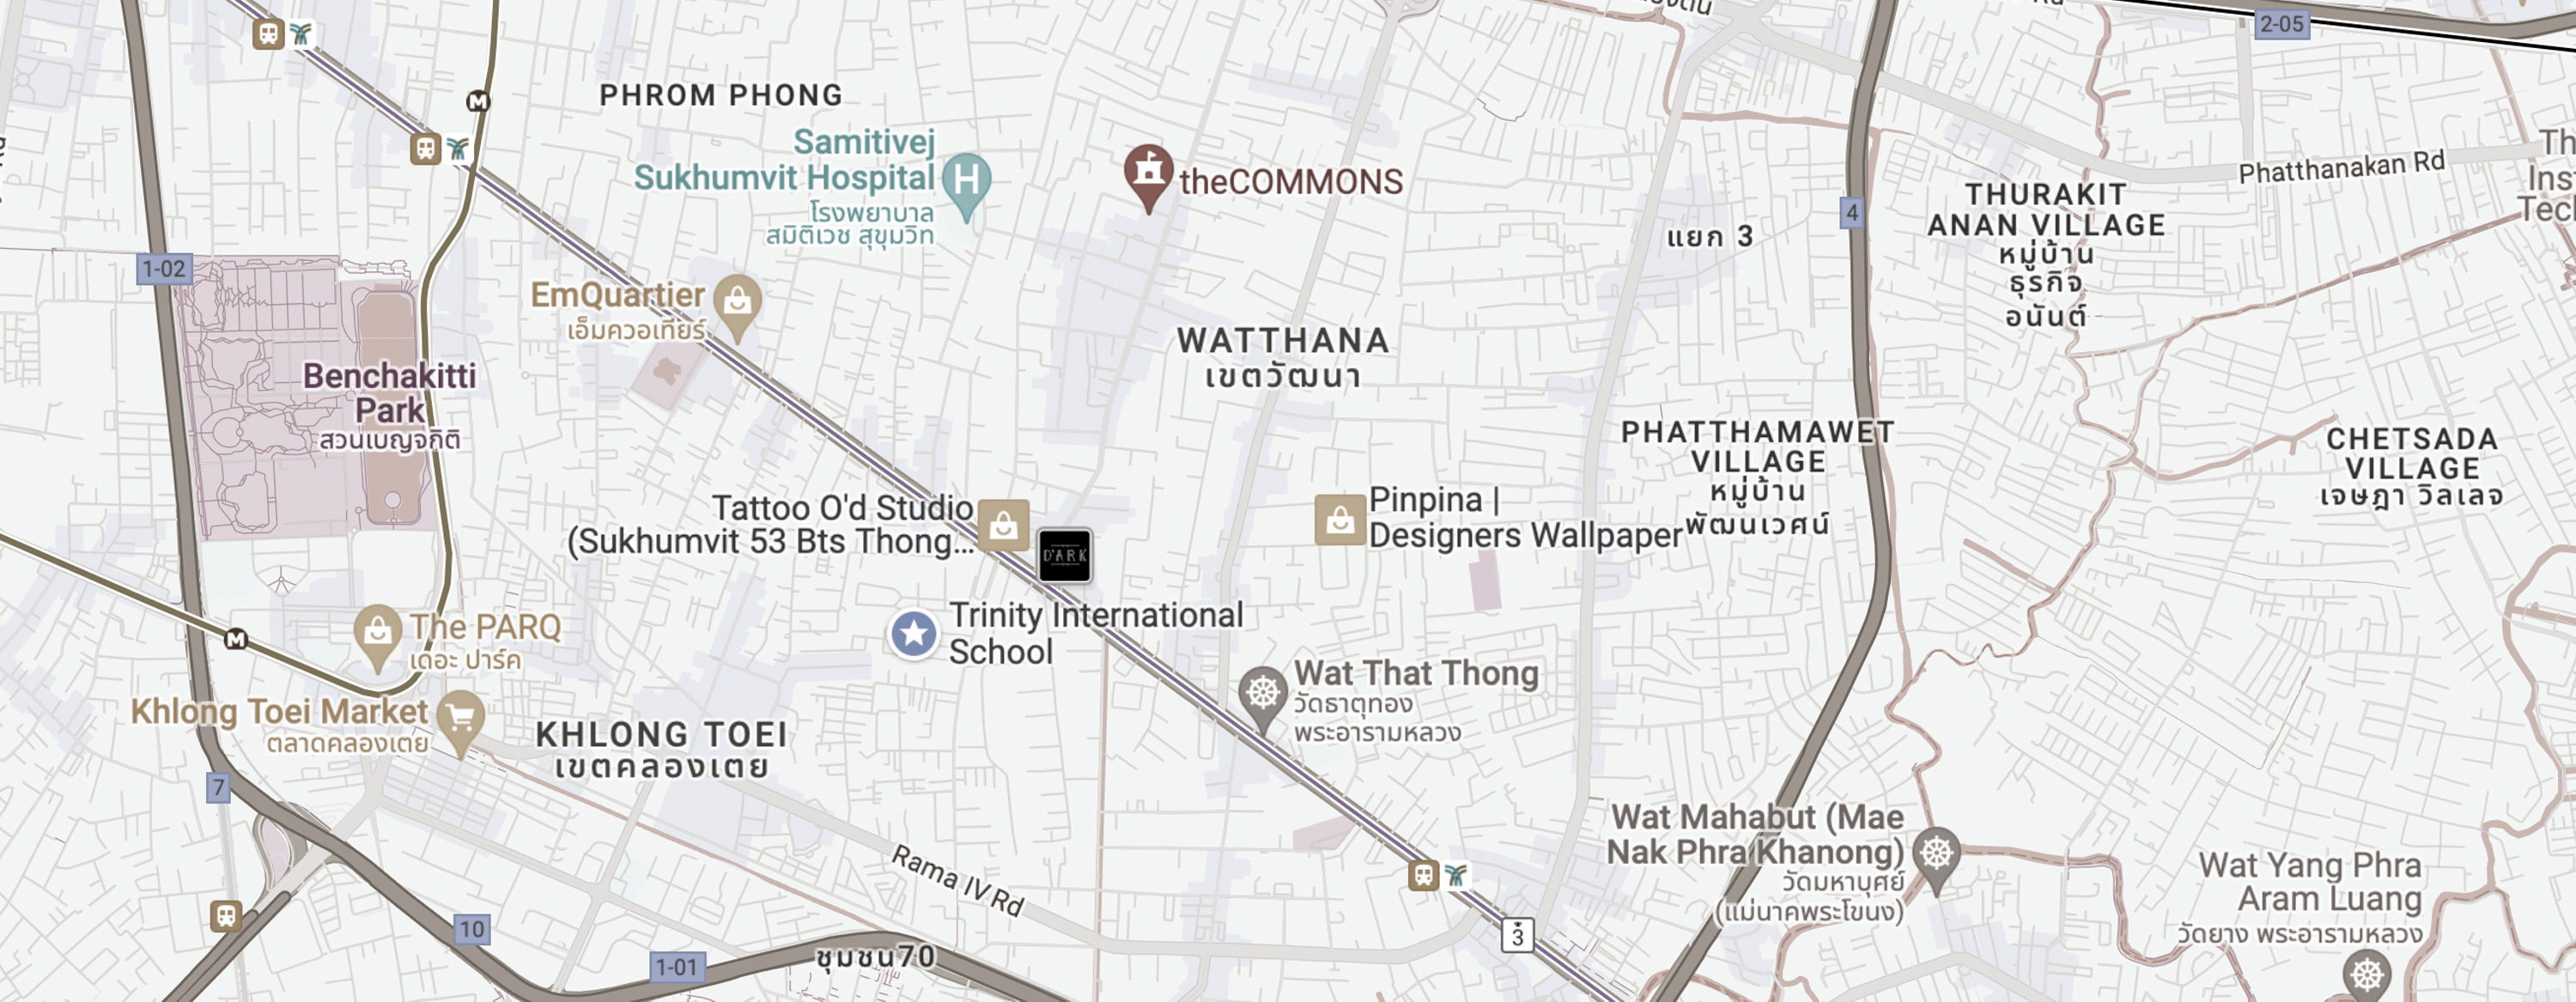 2-05
PHROM PHONG
Samitivej
Sukhumvit Hospital
โรงพยาบาล
สมิติเวช สุขุมวิท
theCOMMONS
Phatthanakan Rd
THURAKIT
ANAN VILLAGE
หมู่บ้าน
ธุรกิจ
อนันต์
4
แยก 3
1-02
EmQuartier
เอ็มควอเทียร์
WATTHANA
เขตวัฒนา
Benchakitti
Park
สวนเบญจกิติ
PHATTHAMAWET
VILLAGE
หมู่บ้าน
พัฒนเวศน์
CHETSADA
VILLAGE
เจษฎา วิลเลจ
Tattoo O'd Studio
(Sukhumvit 53 Bts Thong...
D'ARK
Pinpina |
Designers Wallpaper
Trinity International
School
The PARQ
เดอะ ปาร์ค
Wat That Thong
วัดธาตุทอง
พระอารามหลวง
Khlong Toei Market
ตลาดคลองเตย
KHLONG TOEI
เขตคลองเตย
7
Wat Mahabut (Mae
Nak Phra Khanong)
วัดมหาบุศย์
(แม่นาคพระโขนง)
Rama IV Rd
Wat Yang Phra
Aram Luang
วัดยาง พระอารามหลวง
3
10
1-01
ชุมชน70
M
M
H